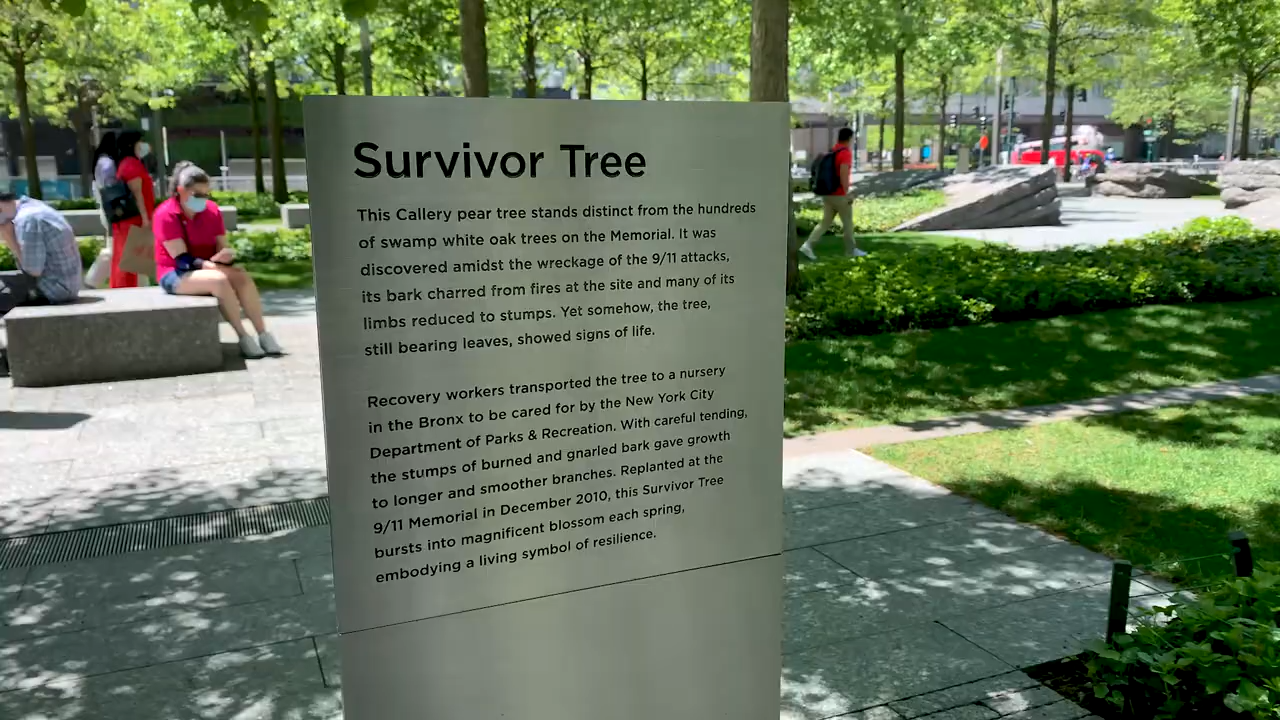 Survivor Tree
This Callery pear tree stands distinct from the hundreds
of swamp white oak trees on the Memorial. It was
discovered amidst the wreckage of the 9/11 attacks,
its bark charred from fires at the site and many of its
limbs reduced to stumps. Yet somehow, the tree,
still bearing leaves, showed signs of life.
Recovery workers transported the tree to a nursery
in the Bronx to be cared for by the New York City
Department of Parks & Recreation. With careful tending,
the stumps of burned and gnarled bark gave growth
to longer and smoother branches. Replanted at the
9/11 Memorial in December 2010, this Survivor Tree
bursts into magnificent blossom each spring,
embodying a living symbol of resilience.